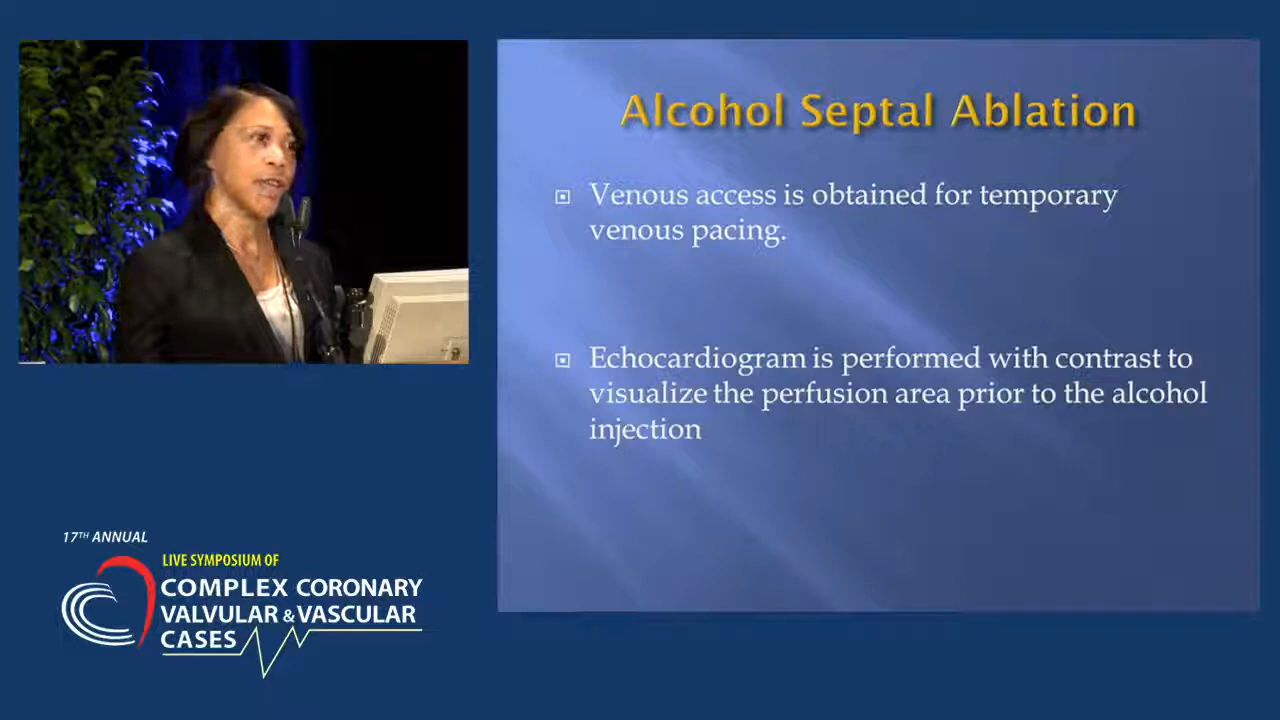 Alcohol Septal Ablation
Venous access is obtained for temporary
venous pacing.
Echocardiogram is performed with contrast to
visualize the perfusion area prior to the alcohol
injection
17TH ANNUAL
LIVE SYMPOSIUM OF
COMPLEX CORONARY
VALVULAR & VASCULAR
CASES